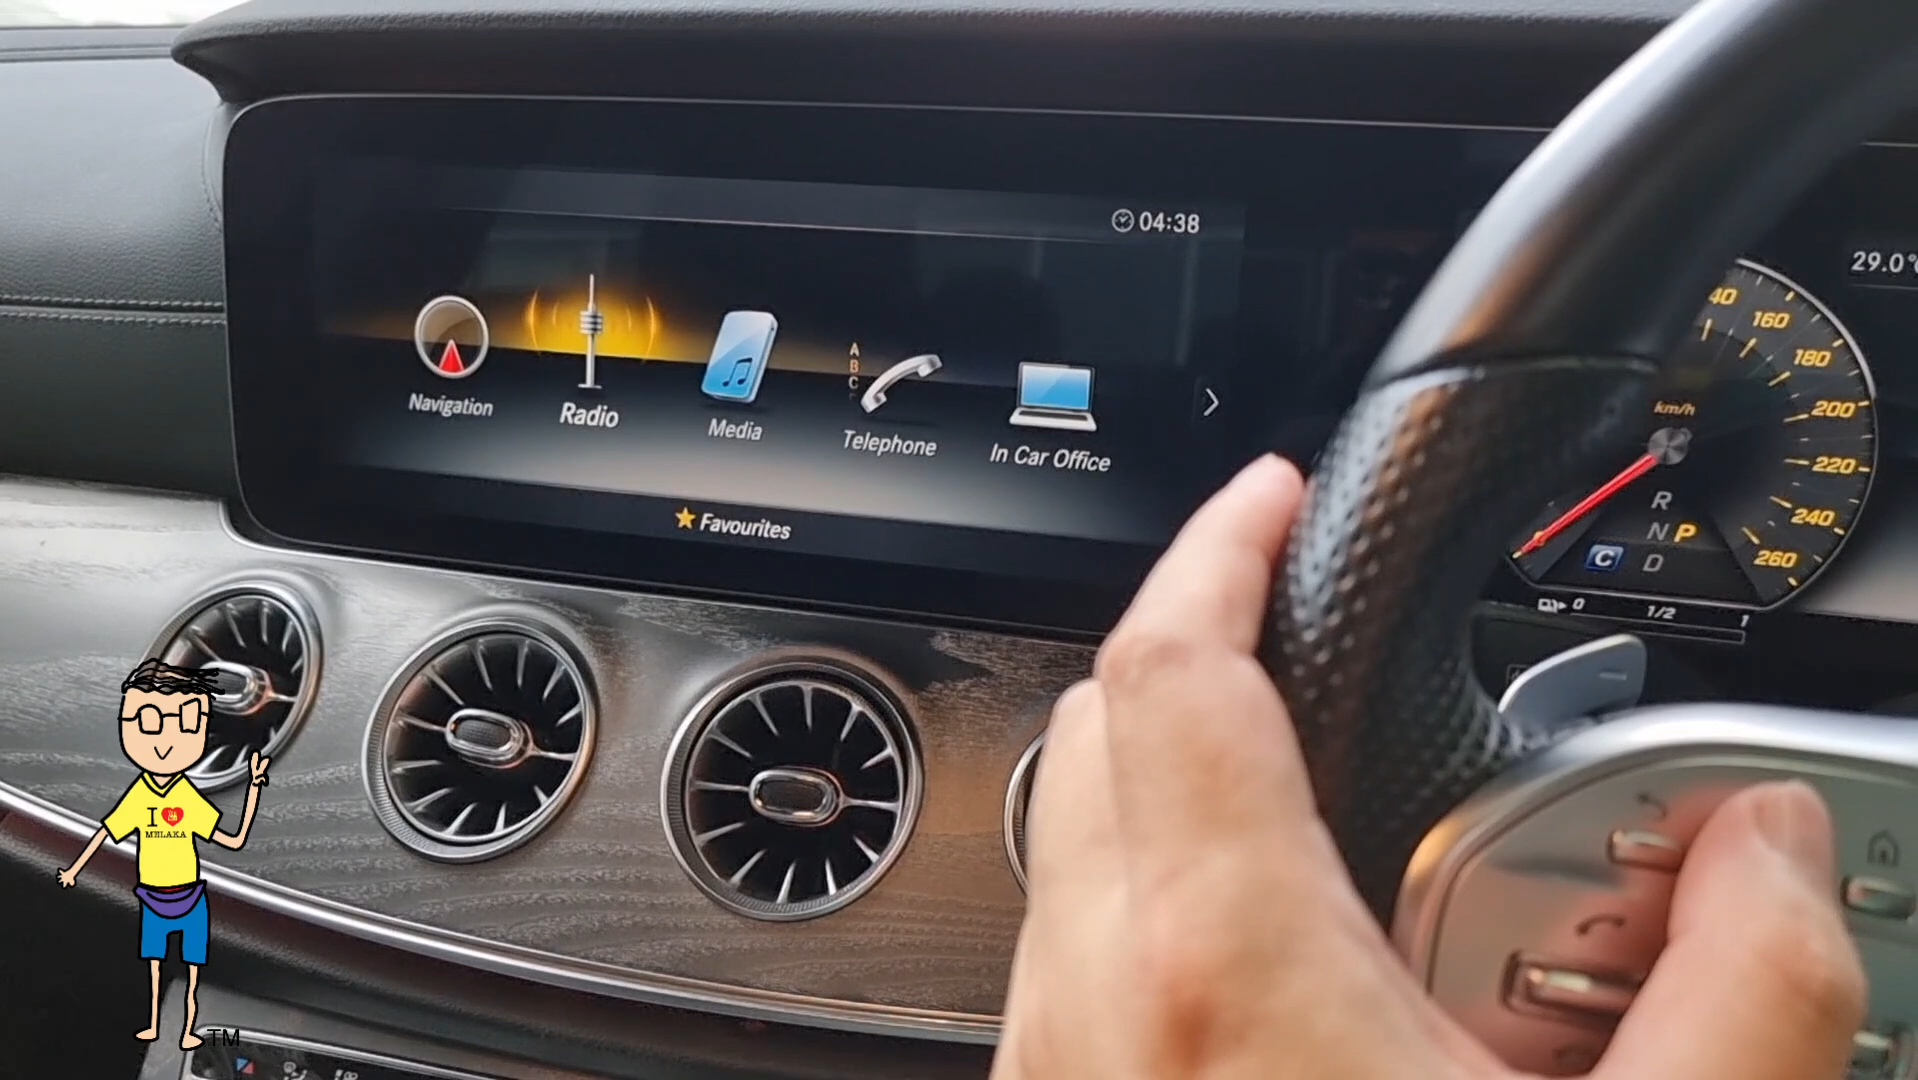 04:38
Navigation
Radio
Media
A
B
C
Telephone
In Car Office
Favourites
29.0°
40
160
180
km/h
200
220
240
260
R
N P
C D
0 1/2 1
I
MELAKA
TM